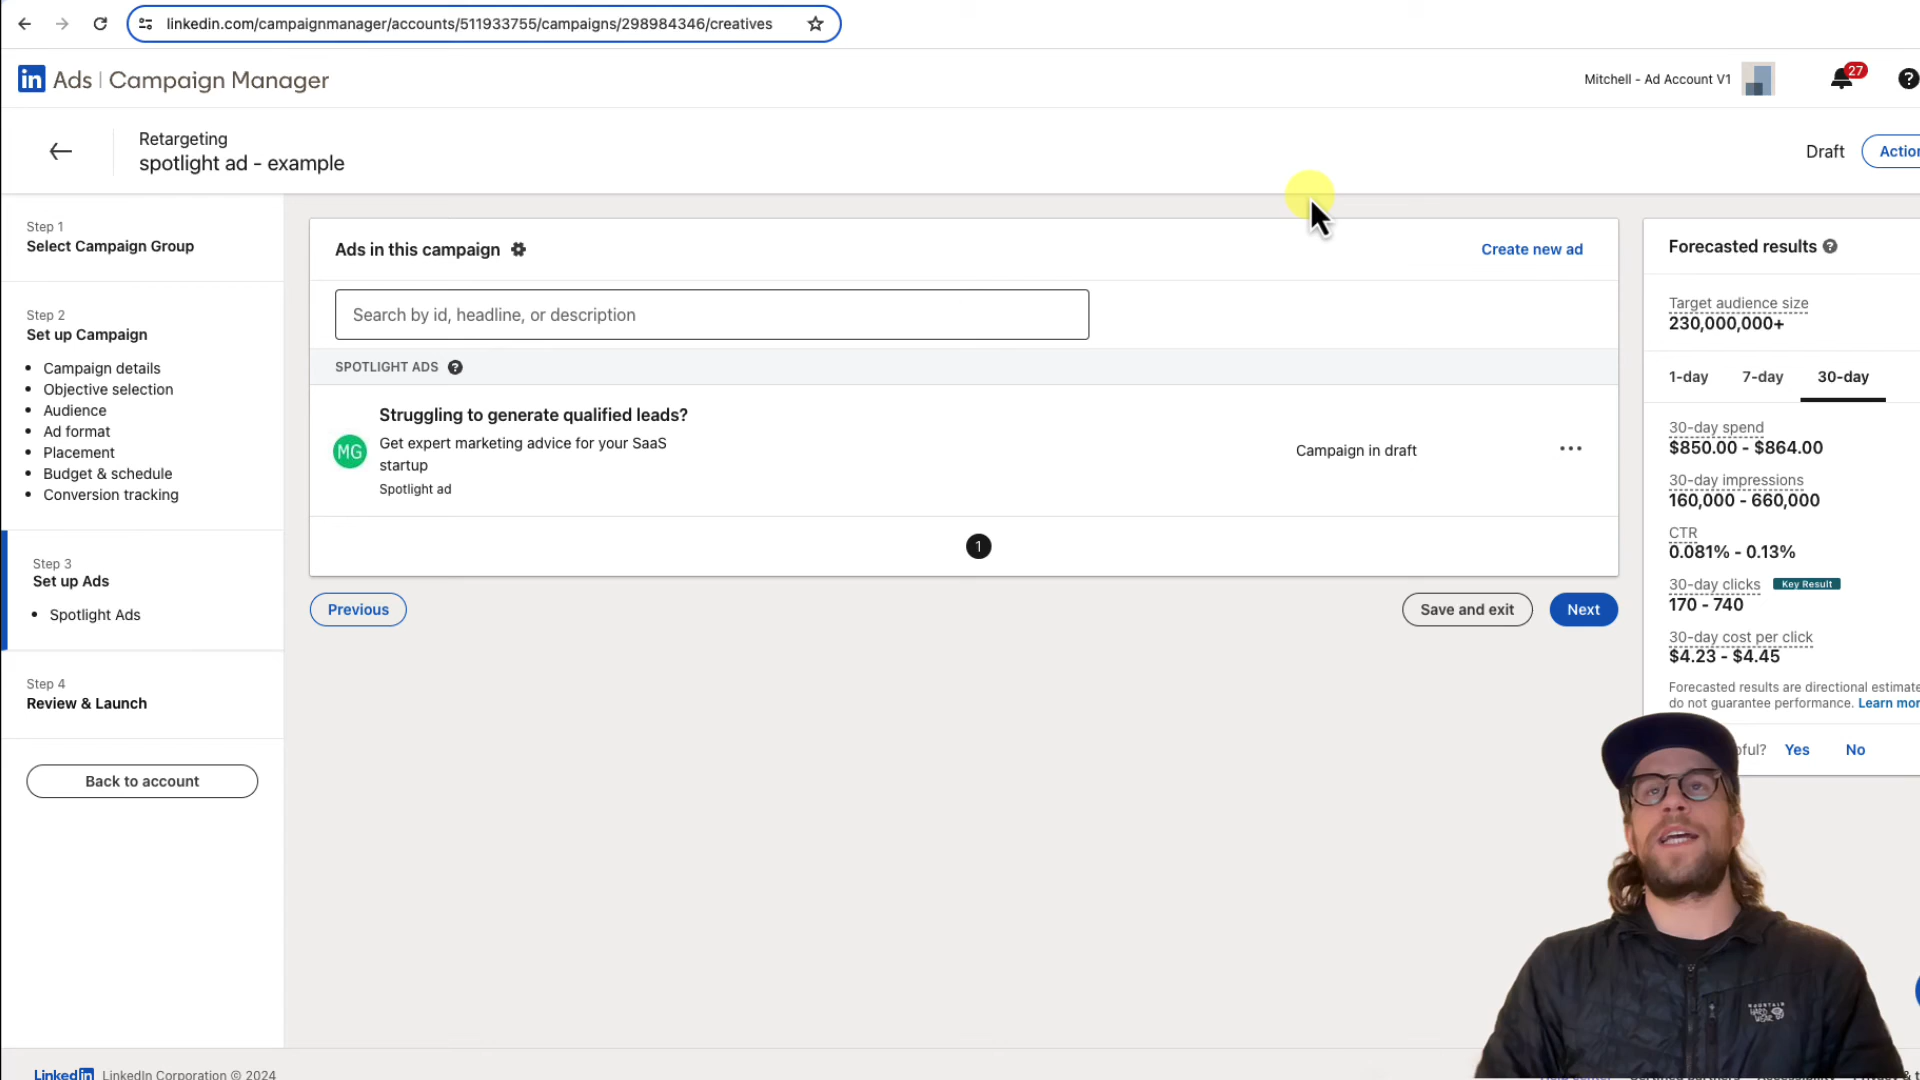 linkedin.com/campaignmanager/accounts/511933755/campaigns/298984346/creatives
in Ads | Campaign Manager
Mitchell - Ad Account V1
27
?
Retargeting
spotlight ad - example
Draft
Action
Step 1
Select Campaign Group
Step 2
Set up Campaign
Campaign details
Objective selection
Audience
Ad format
Placement
Budget & schedule
Conversion tracking
Step 3
Set up Ads
Spotlight Ads
Step 4
Review & Launch
Back to account
Ads in this campaign
Create new ad
Search by id, headline, or description
SPOTLIGHT ADS ?
MG
Struggling to generate qualified leads?
Get expert marketing advice for your SaaS
startup
Spotlight ad
Campaign in draft
1
Previous
Save and exit
Next
Forecasted results ?
Target audience size
230,000,000+
1-day 7-day 30-day
30-day spend
$850.00 - $864.00
30-day impressions
160,000 - 660,000
CTR
0.081% - 0.13%
30-day clicks Key Result
170 - 740
30-day cost per click
$4.23 - $4.45
Forecasted results are directional estimate
do not guarantee performance. Learn mor
pful? Yes No
MOUNTAIN
HARD
WEAR
LinkedIn LinkedIn Corporation © 2024